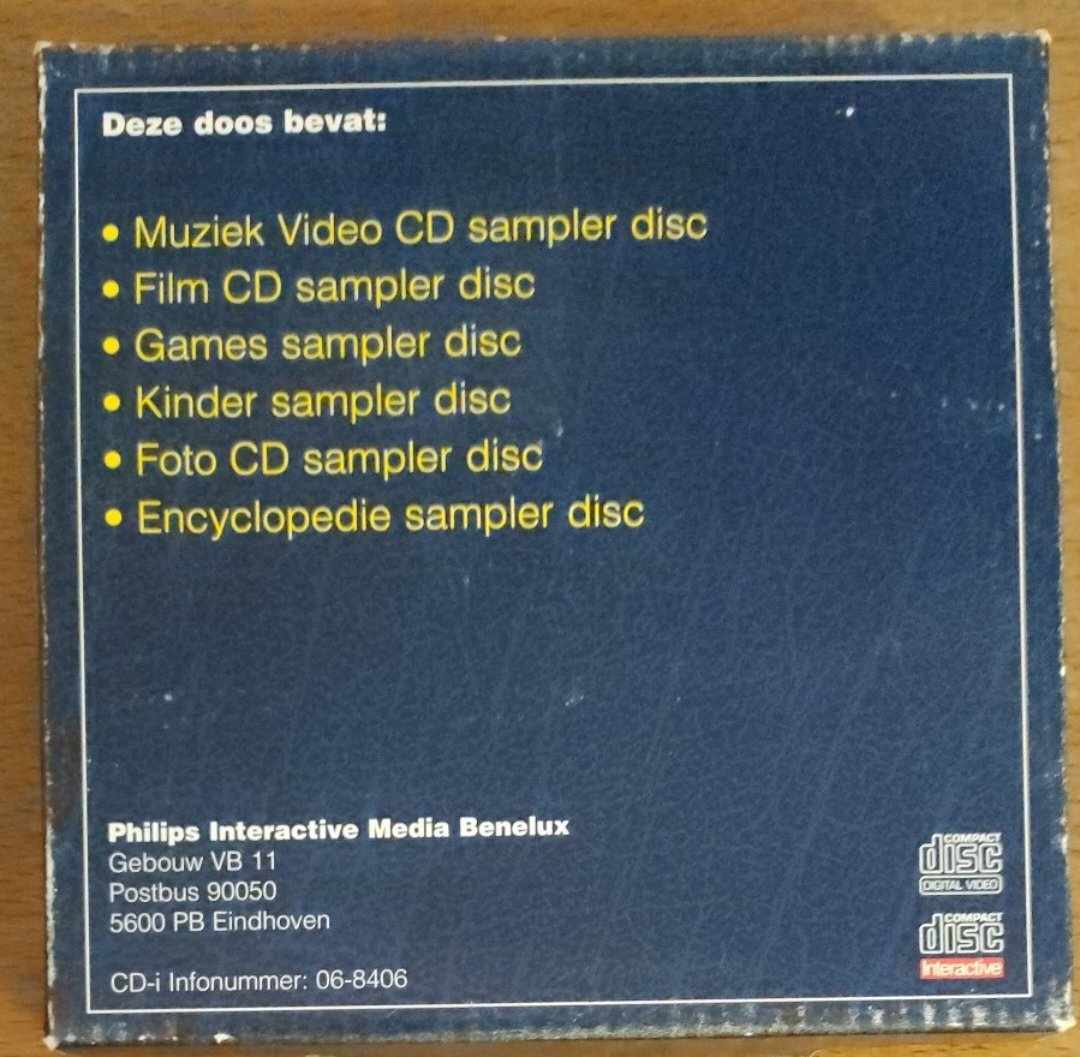 Deze doos bevat:
• Muziek Video CD sampler disc
• Film CD sampler disc
• Games sampler disc
• Kinder sampler disc
• Foto CD sampler disc
• Encyclopedie sampler disc
Philips Interactive Media Benelux
Gebouw VB 11
Postbus 90050
5600 PB Eindhoven
CD-i Infonummer: 06-8406
COMPACT
disc
DIGITAL VIDEO
COMPACT
disc
Interactive